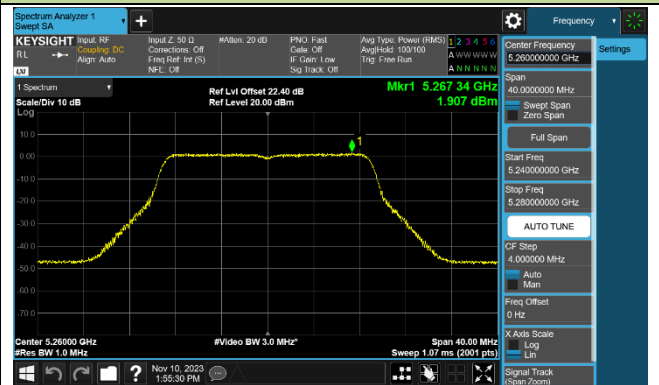 Spectrum Analyzer 1
Swept SA
+
Frequency
KEYSIGHT Input: RF Input Z: 50 Ω #Atten: 20 dB PNO: Fast Avg Type: Power (RMS) 1 2 3 4 5 6
RL Coupling: DC Corrections: Off Gate: Off Avg|Hold: 100/100 A W W W W W
Align: Auto Freq Ref: Int (S) IF Gain: Low Trig: Free Run
NFE: Off Sig Track: Off A N N N N N
LXI
1 Spectrum
Scale/Div 10 dB
Log
Ref Lvl Offset 22.40 dB
Ref Level 20.00 dBm
Mkr1 5.267 34 GHz
1.907 dBm
1
10.0
0.00
-10.0
-20.0
-30.0
-40.0
-50.0
-60.0
-70.0
Center 5.26000 GHz #Video BW 3.0 MHz* Span 40.00 MHz
#Res BW 1.0 MHz Sweep 1.07 ms (2001 pts)
Nov 10, 2023
1:55:30 PM
?
Center Frequency
5.260000000 GHz
Settings
Span
40.0000000 MHz
Swept Span
Zero Span
Full Span
Start Freq
5.240000000 GHz
Stop Freq
5.280000000 GHz
AUTO TUNE
CF Step
4.000000 MHz
Auto
Man
Freq Offset
0 Hz
X Axis Scale
Log
Lin
Signal Track
(Span Zoom)